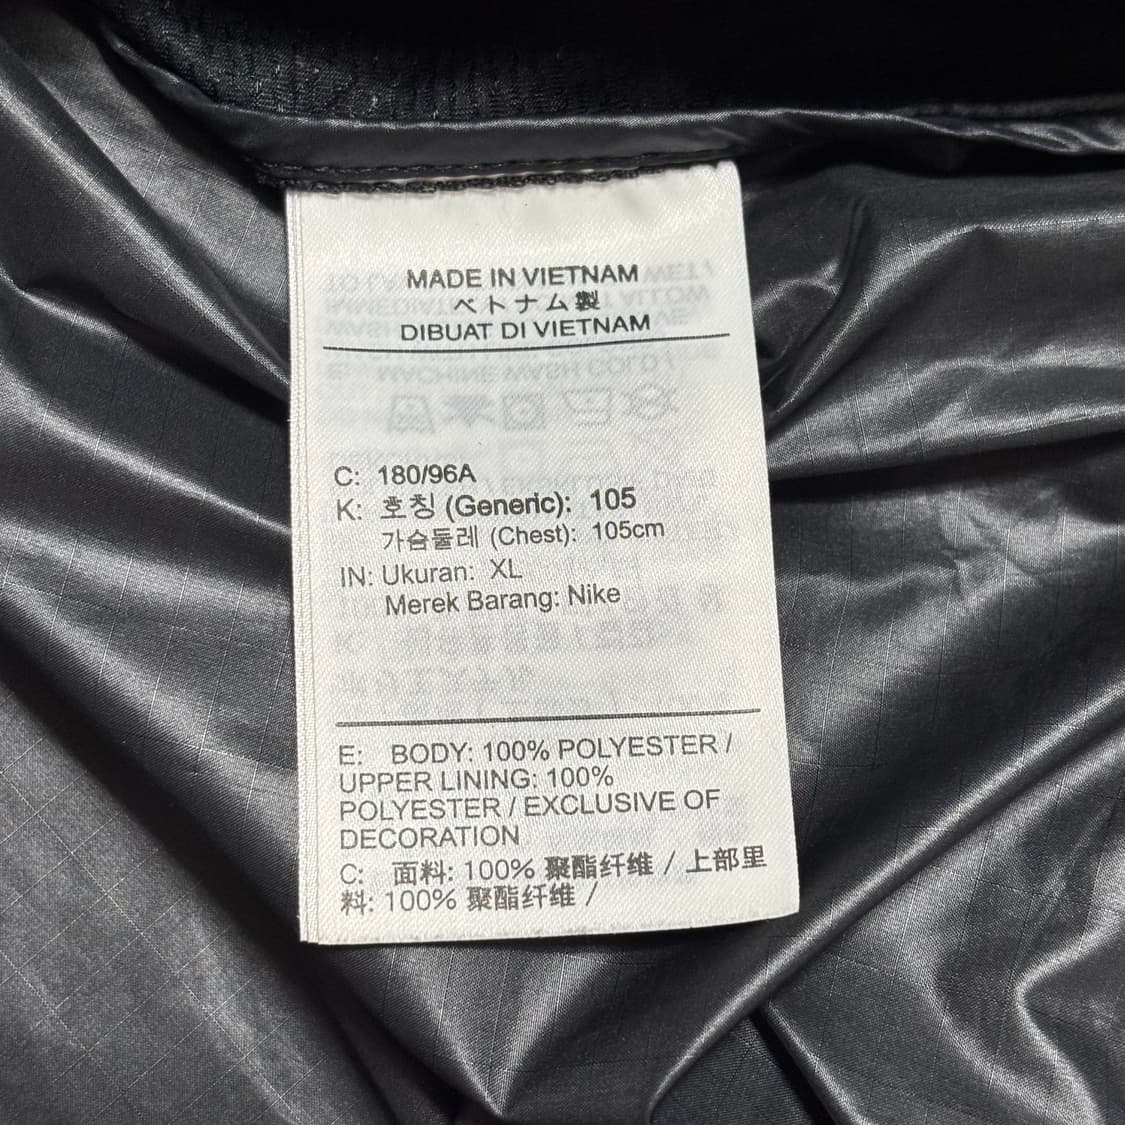 MADE IN VIETNAM
ベトナム製
DIBUAT DI VIETNAM
C: 180/96A
K: 호칭 (Generic): 105
가슴둘레 (Chest): 105cm
IN: Ukuran: XL
Merek Barang: Nike
E: BODY: 100% POLYESTER /
UPPER LINING: 100%
POLYESTER / EXCLUSIVE OF
DECORATION
C: 面料: 100% 聚酯纤维 / 上部里
料: 100% 聚酯纤维 /